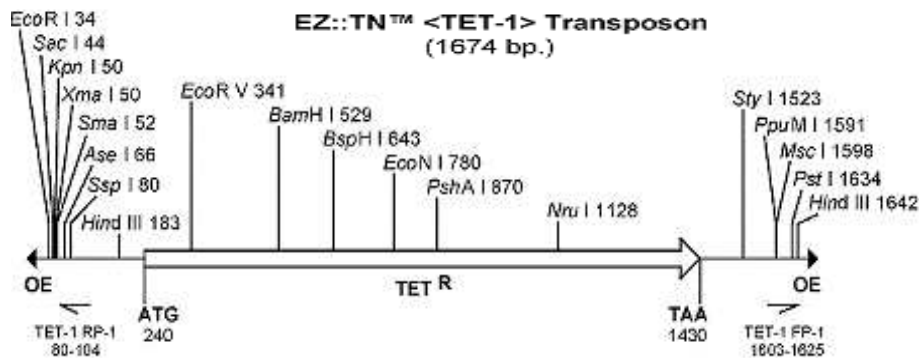 EZ::TN™ <TET-1> Transposon
(1674 bp.)
EcoR I 34
Sac I 44
Kpn I 50
Xma I 50
Sma I 52
Ase I 66
Ssp I 80
Hind III 183
EcoR V 341
BamH I 529
BspH I 643
EcoN I 780
PshA I 870
Nru I 1128
Sty I 1523
PpuM I 1591
Msc I 1598
Pst I 1634
Hind III 1642
OE
TET R
OE
TET-1 RP-1
80-104
ATG
240
TAA
1430
TET-1 FP-1
1603-1625